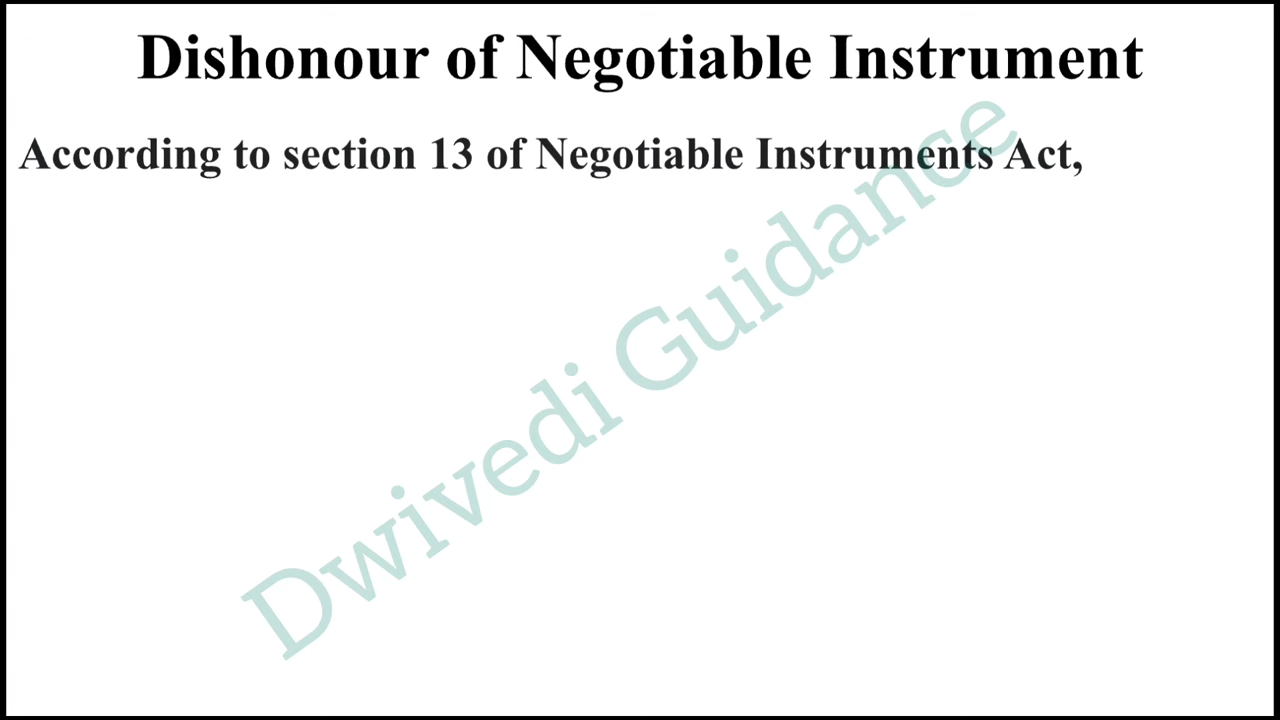 Dishonour of Negotiable Instrument
According to section 13 of Negotiable Instruments Act,
Dwivedi Guidance